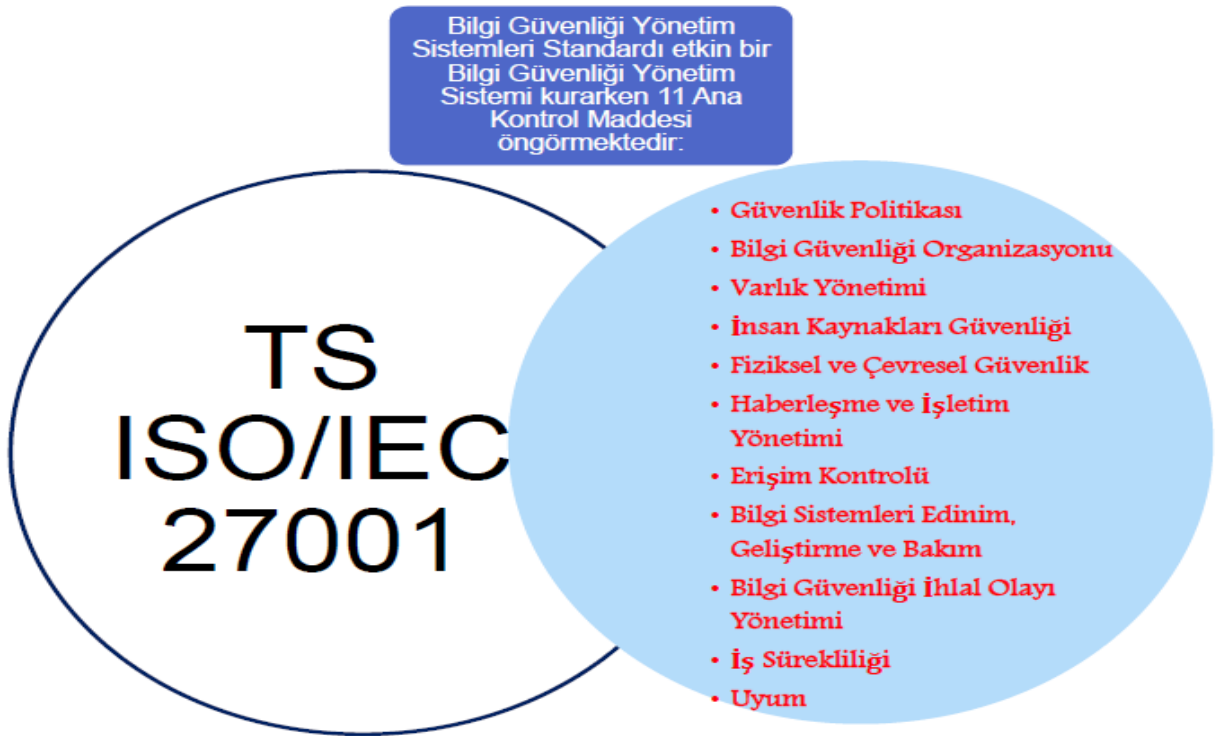 Bilgi Güvenliği Yönetim
Sistemleri Standardı etkin bir
Bilgi Güvenliği Yönetim
Sistemi kurarken 11 Ana
Kontrol Maddesi
öngörmektedir:
TS
ISO/IEC
27001
• Güvenlik Politikası
• Bilgi Güvenliği Organizasyonu
• Varlık Yönetimi
• İnsan Kaynakları Güvenliği
• Fiziksel ve Çevresel Güvenlik
• Haberleşme ve İşletim
Yönetimi
• Erişim Kontrolü
• Bilgi Sistemleri Edinim,
Geliştirme ve Bakım
• Bilgi Güvenliği İhlal Olayı
Yönetimi
• İş Sürekliliği
• Uyum